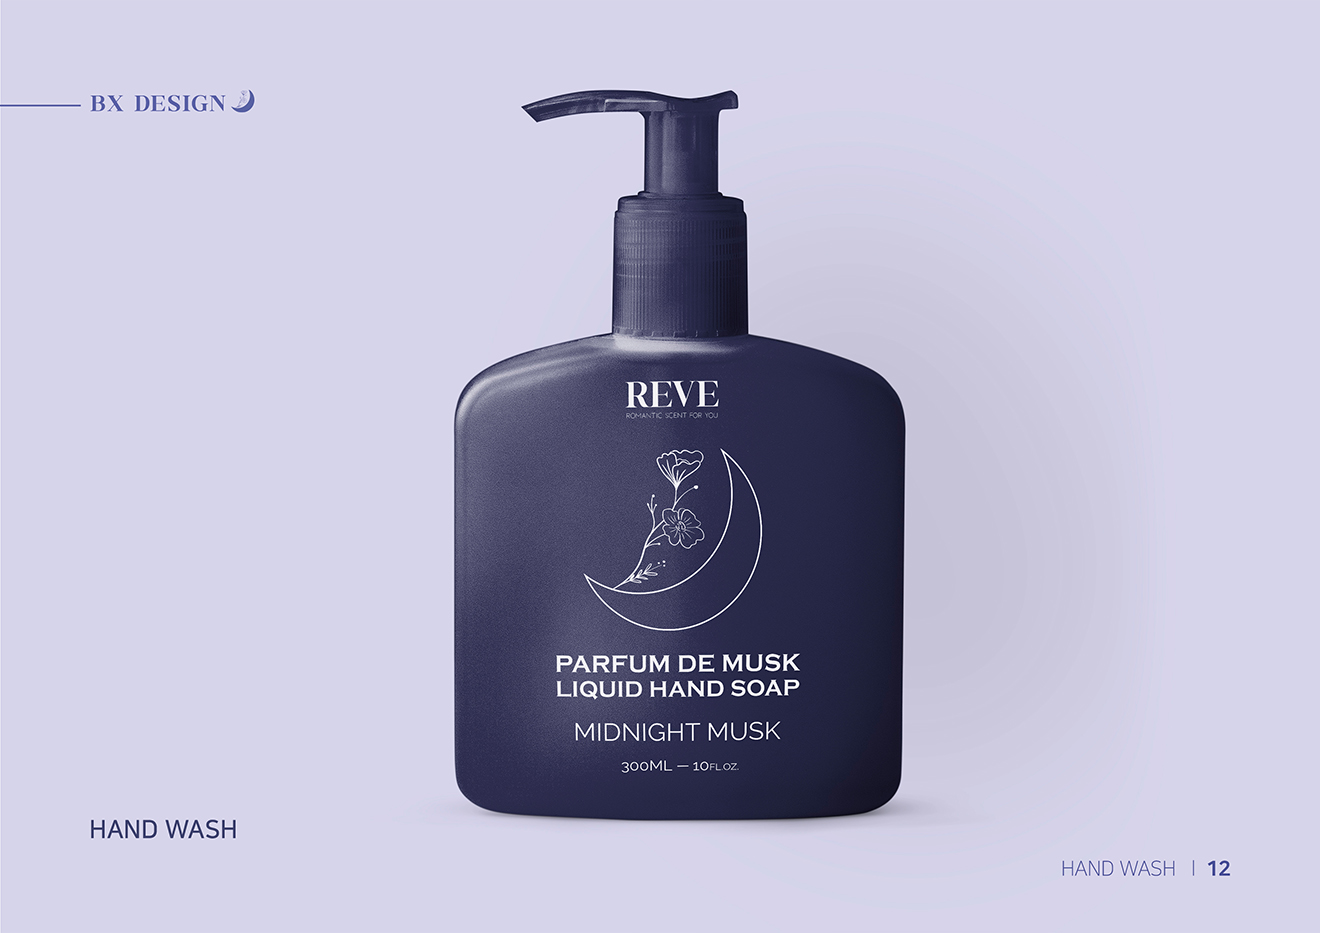 BX DESIGN
REVE
ROMANTIC SCENT FOR YOU
PARFUM DE MUSK
LIQUID HAND SOAP
MIDNIGHT MUSK
300ML — 10FL.OZ.
HAND WASH
HAND WASH | 12